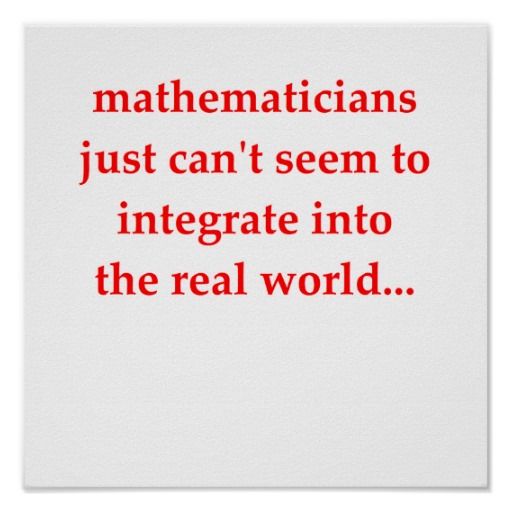 mathematicians
just can't seem to
integrate into
the real world...